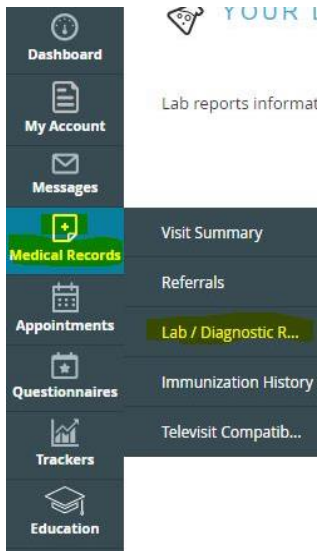 YOUR
Dashboard
Lab reports informat
My Account
Messages
Medical Records
Visit Summary
Referrals
Appointments
Lab / Diagnostic R...
Questionnaires
Immunization History
Trackers
Televisit Compatib...
Education